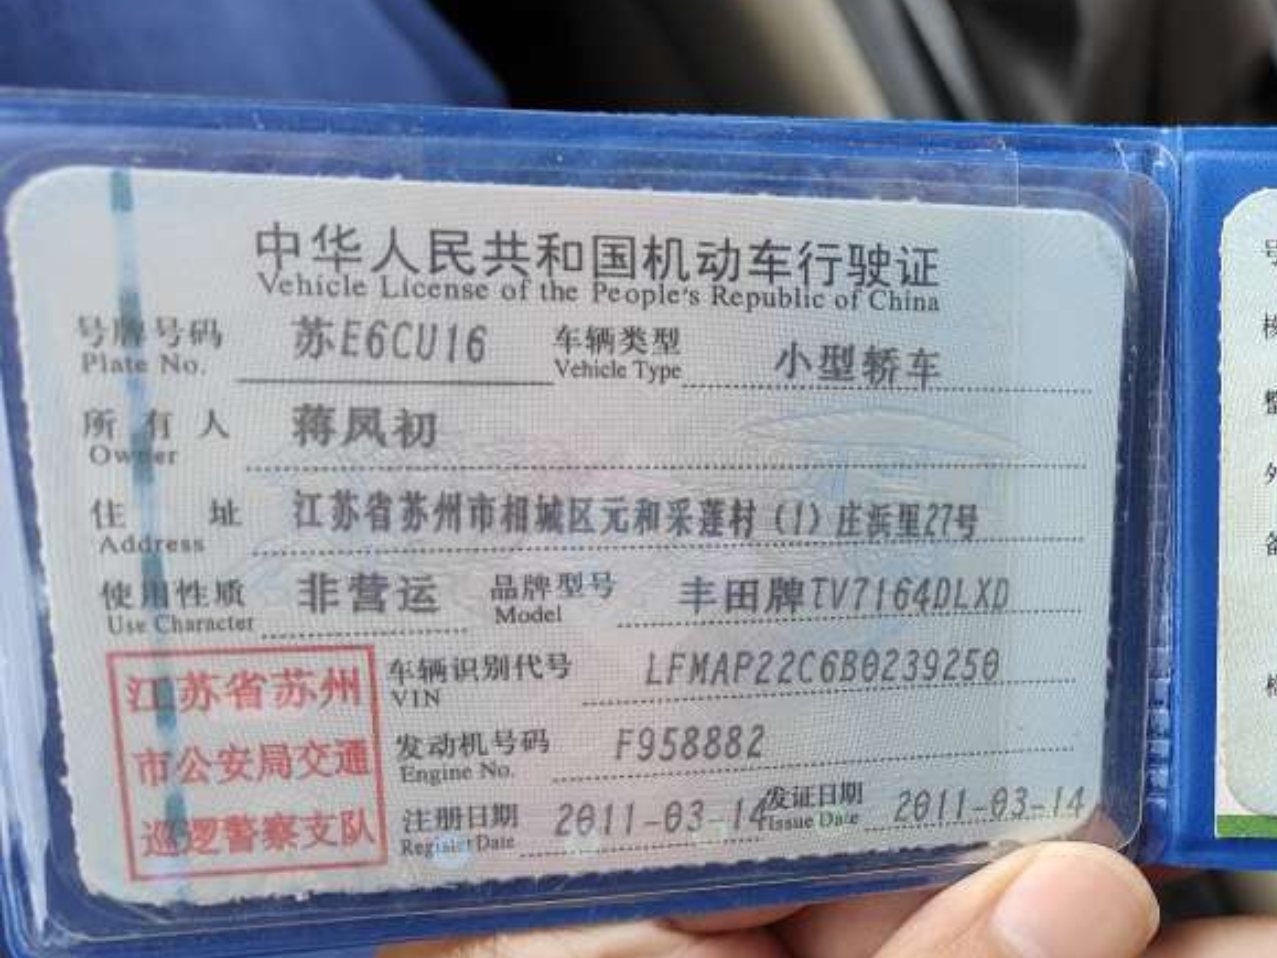 中华人民共和国机动车行驶证
Vehicle License of the People's Republic of China
号牌号码 苏E6CU16 车辆类型 小型轿车
Plate No. Vehicle Type
所有人 蒋凤初
Owner
住址 江苏省苏州市相城区元和采莲村(1)庄浜里27号
Address
使用性质 非营运 品牌型号 丰田牌TV7164DLXD
Use Character Model
江苏省苏州
市公安局交通
巡逻警察支队
车辆识别代号 LFMAP22C6B0239250
VIN
发动机号码 F958882
Engine No.
注册日期 2011-03-14 发证日期 2011-03-14
Register Date Issue Date
号